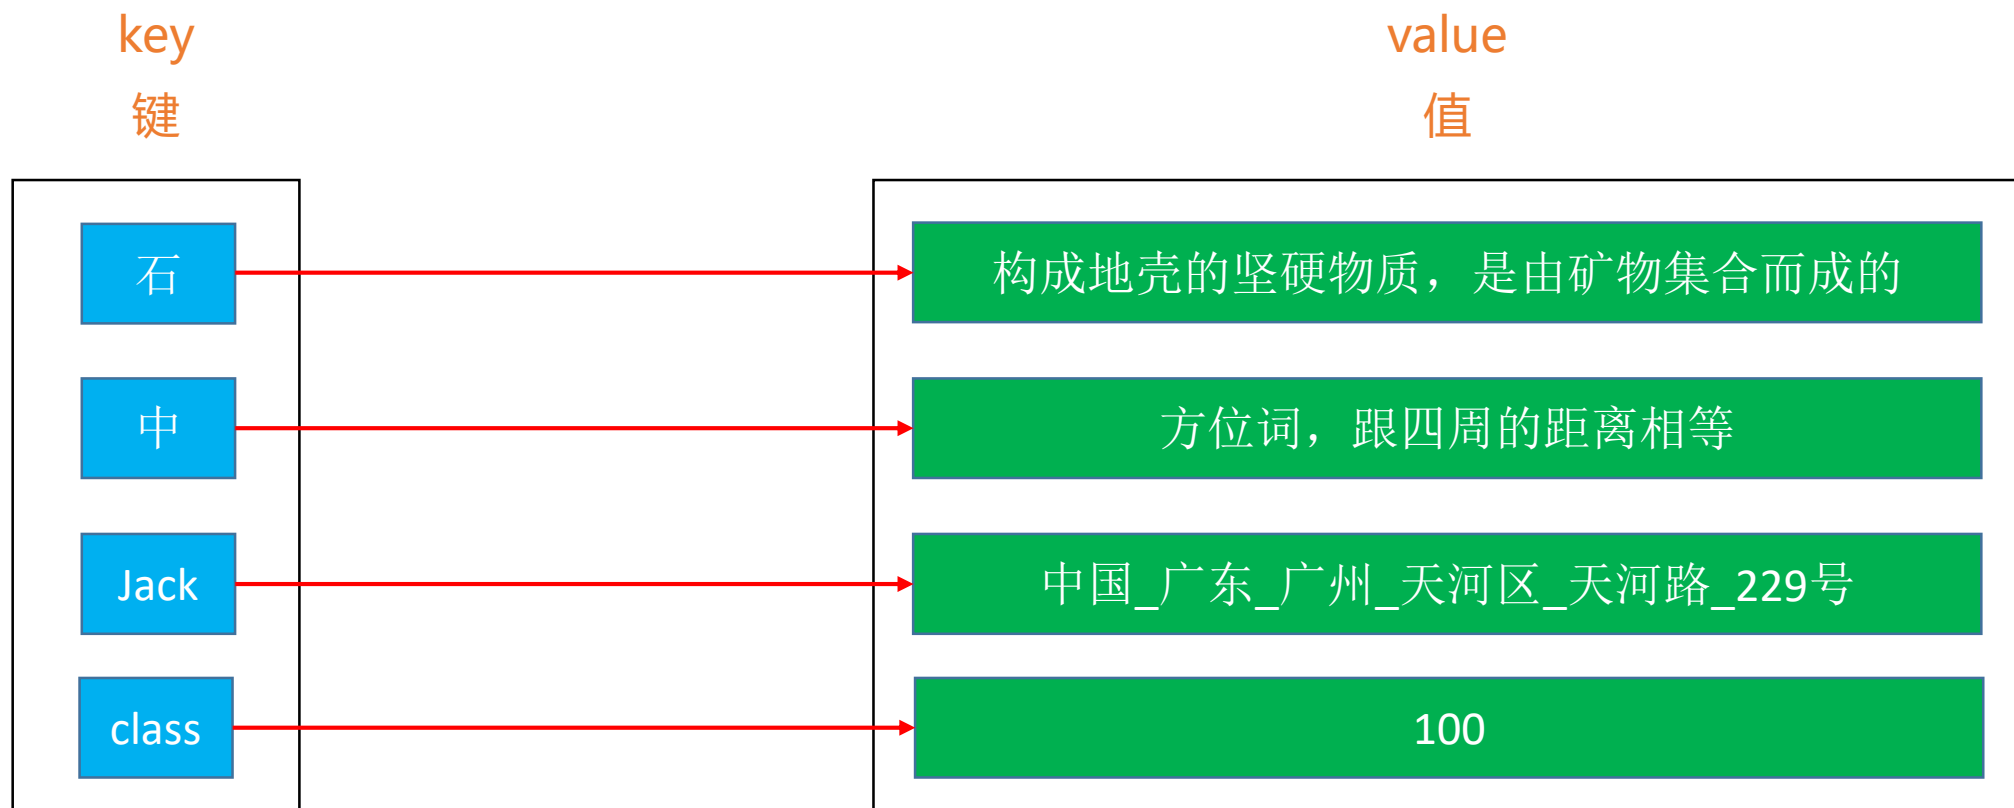 key
value
键
值
石
构成地壳的坚硬物质，是由矿物集合而成的
中
方位词，跟四周的距离相等
Jack
中国_广东_广州_天河区_天河路_229号
class
100